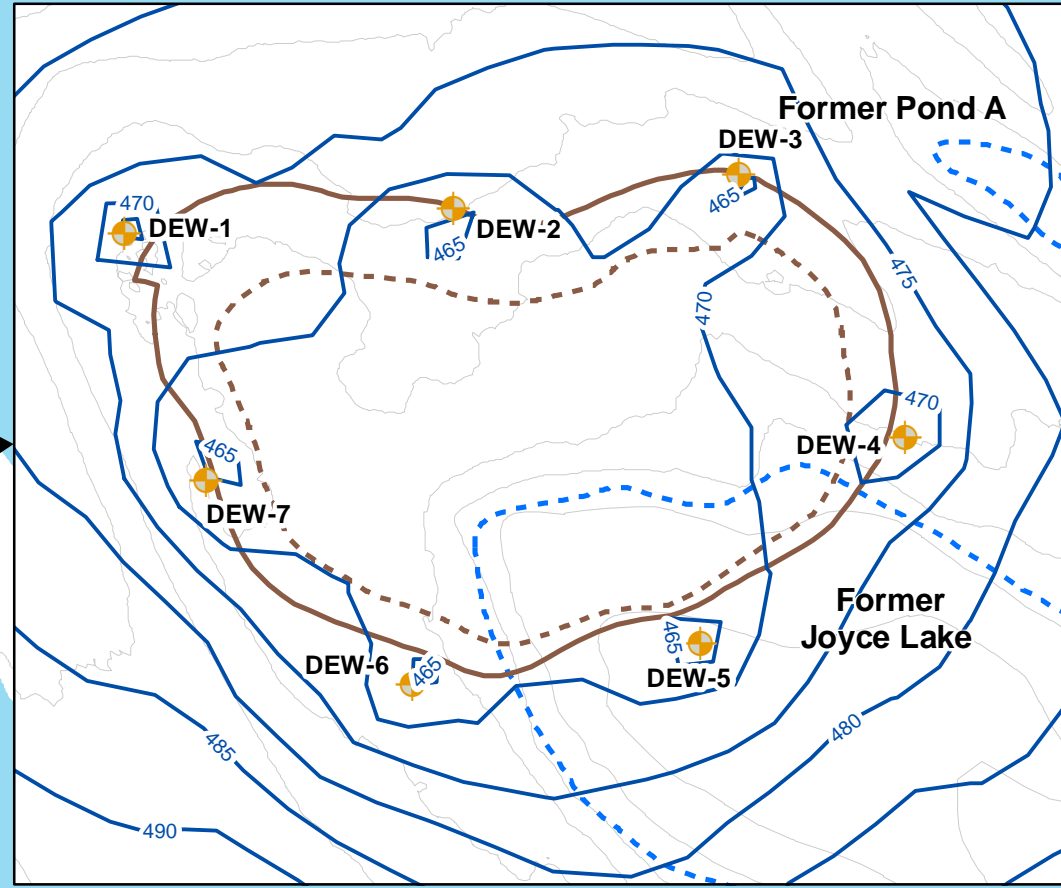 Former Pond A
DEW-3
465
470
DEW-1
DEW-2
465
475
470
470
DEW-4
465
DEW-7
Former
Joyce Lake
465
DEW-5
DEW-6
465
480
485
490